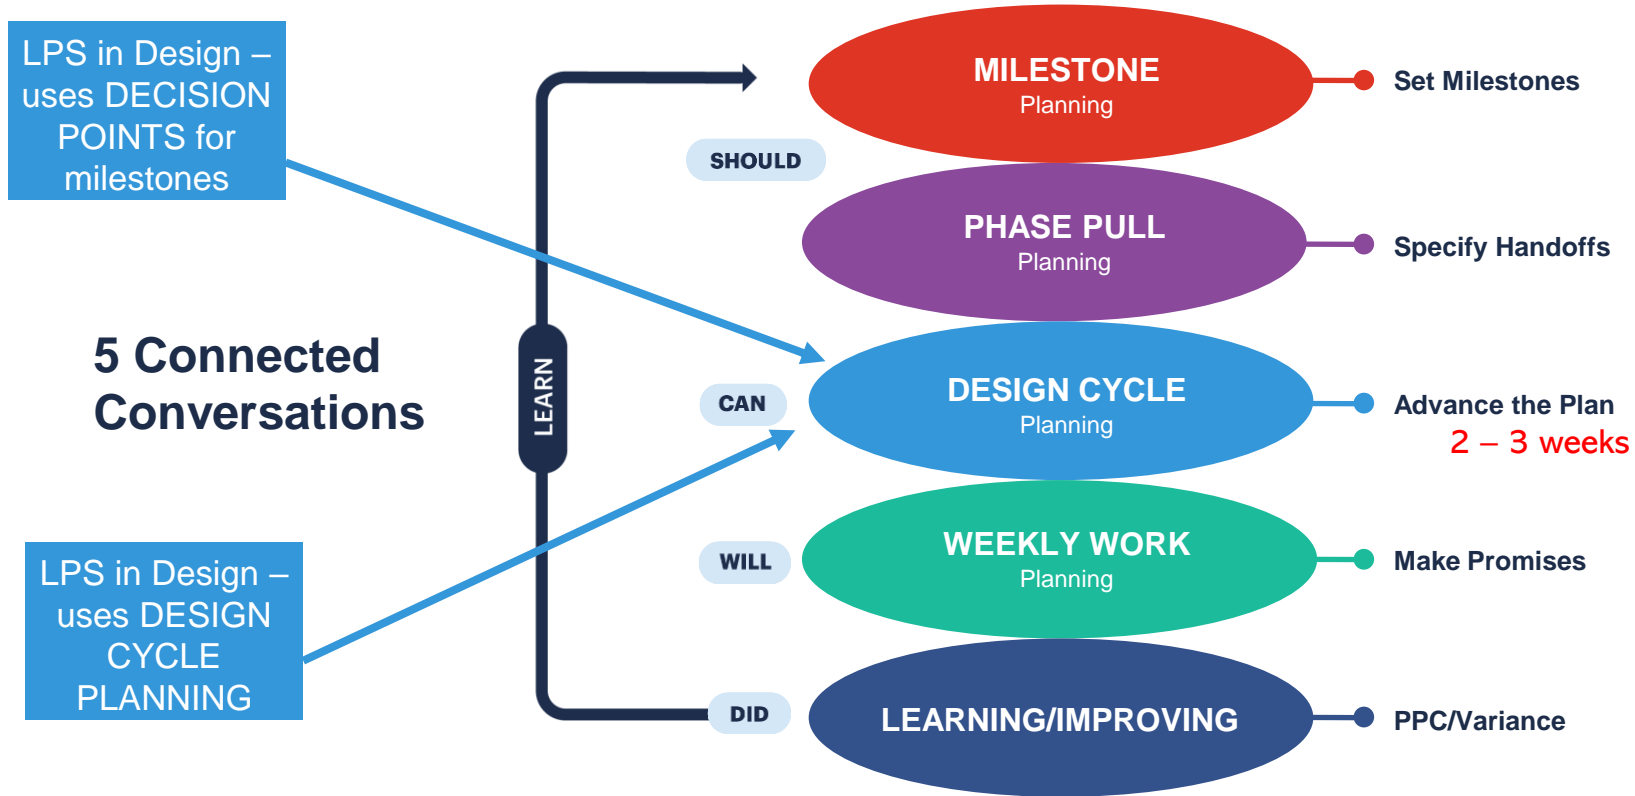 LPS in Design –
uses DECISION
POINTS for
milestones
MILESTONE
Planning
Set Milestones
SHOULD
PHASE PULL
Planning
Specify Handoffs
5 Connected
Conversations
LEARN
CAN
DESIGN CYCLE
Planning
Advance the Plan
2 – 3 weeks
LPS in Design –
uses DESIGN
CYCLE
PLANNING
WILL
WEEKLY WORK
Planning
Make Promises
DID
LEARNING/IMPROVING
PPC/Variance